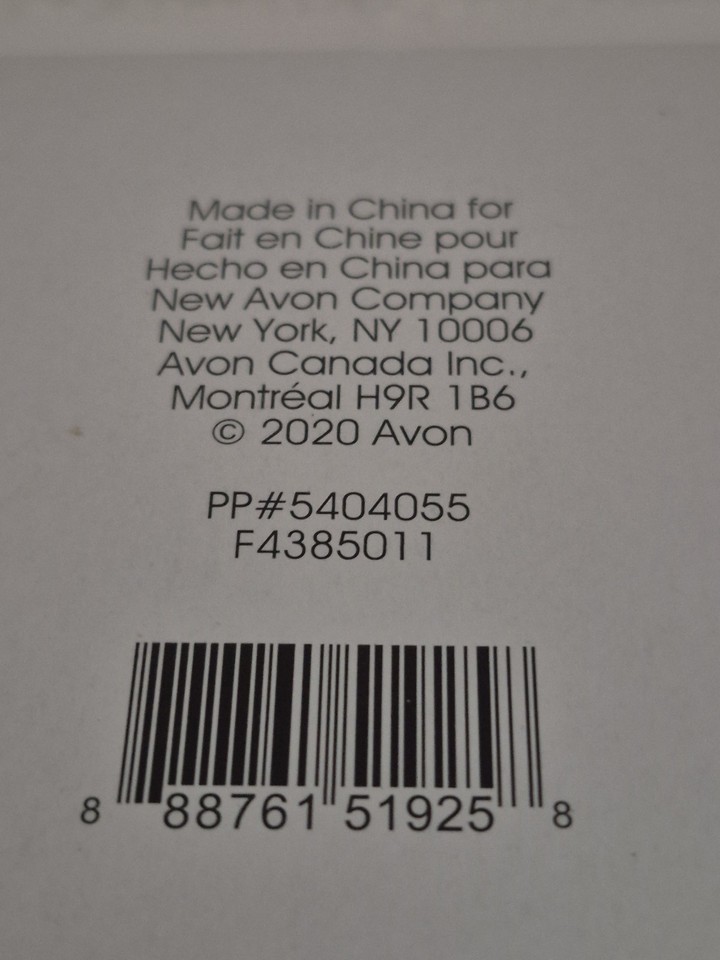 Made in China for
Fait en Chine pour
Hecho en China para
New Avon Company
New York, NY 10006
Avon Canada Inc.,
Montréal H9R 1B6
© 2020 Avon
PP#5404055
F4385011
8 88761 51925 8